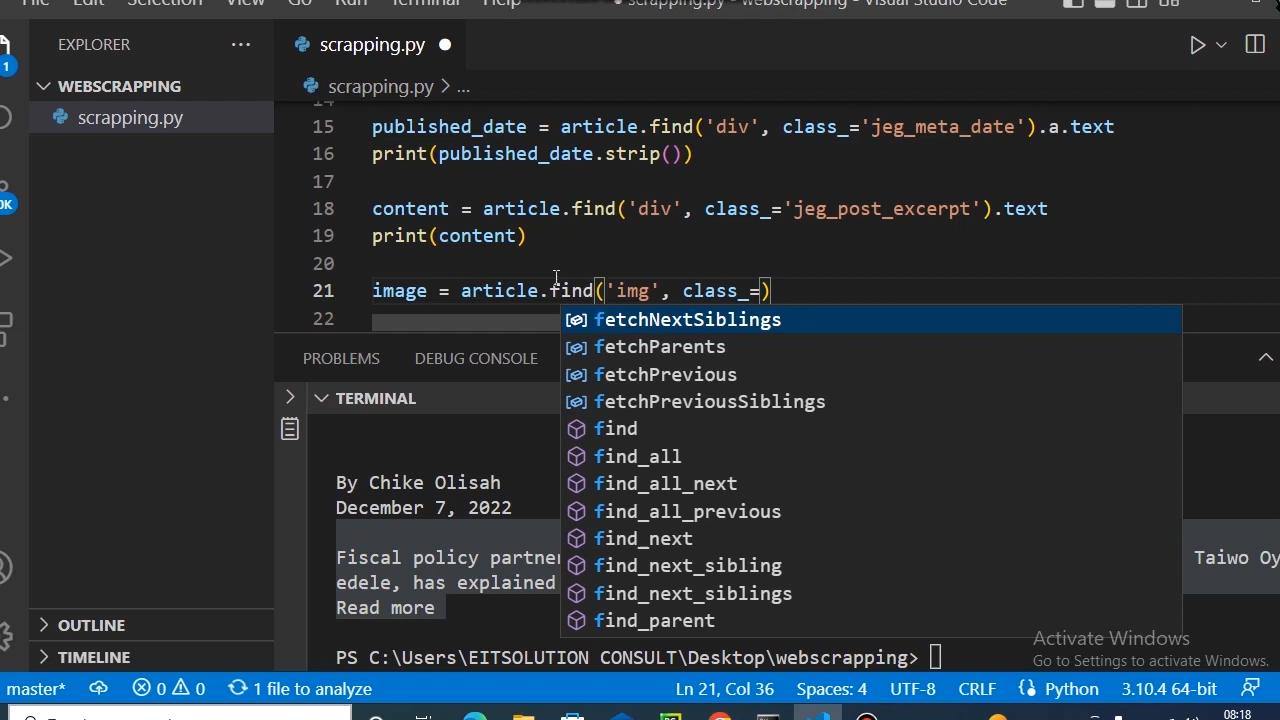 File Edit Selection View Go Run Terminal Help ● scrapping.py - webscrapping - Visual Studio Code
EXPLORER
scrapping.py
WEBSCRAPPING
scrapping.py
scrapping.py > ...
14
15 published_date = article.find('div', class_='jeg_meta_date').a.text
16 print(published_date.strip())
17
18 content = article.find('div', class_='jeg_post_excerpt').text
19 print(content)
20
21 image = article.find('img', class_=)
22
fetchNextSiblings
fetchParents
fetchPrevious
fetchPreviousSiblings
find
find_all
find_all_next
find_all_previous
find_next
find_next_sibling
find_next_siblings
find_parent
PROBLEMS DEBUG CONSOLE
TERMINAL
By Chike Olisah
December 7, 2022
Fiscal policy partne Taiwo Oy
edele, has explained
Read more
PS C:\Users\EITSOLUTION CONSULT\Desktop\webscrapping>
OUTLINE
TIMELINE
Activate Windows
Go to Settings to activate Windows.
1
0K
master* 0 0 1 file to analyze Ln 21, Col 36 Spaces: 4 UTF-8 CRLF Python 3.10.4 64-bit
08:18